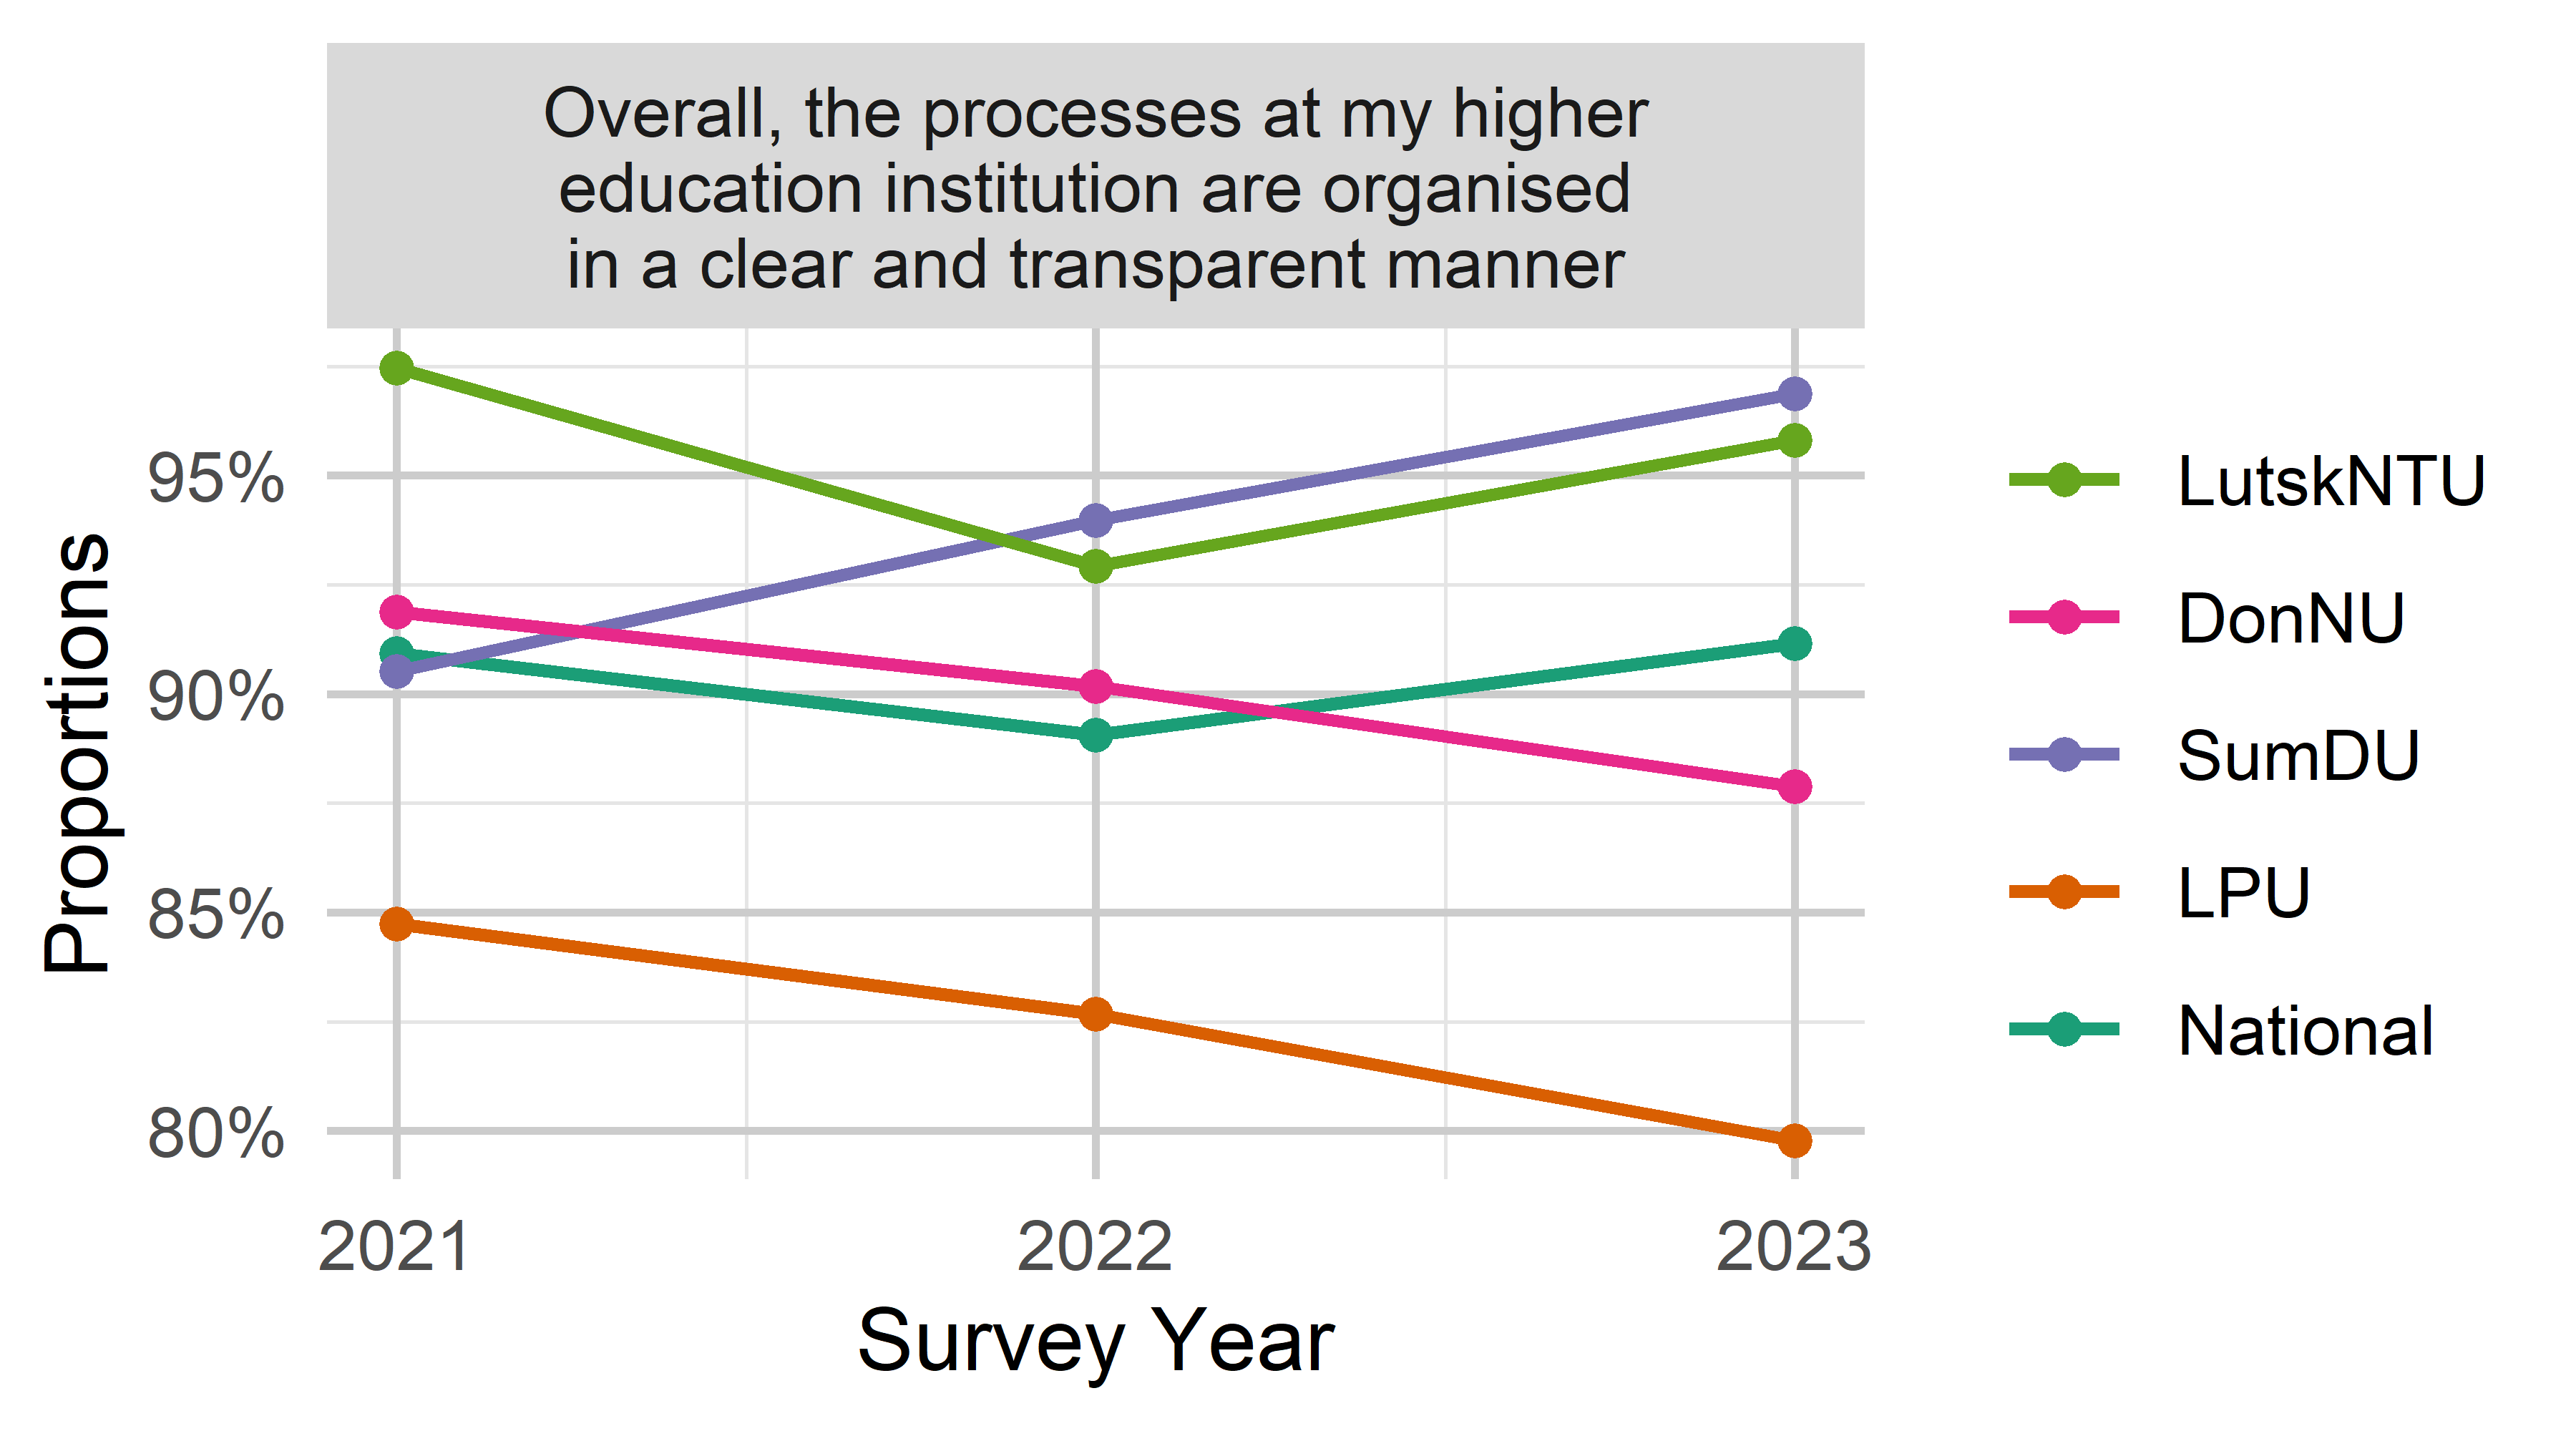 Overall, the processes at my higher
education institution are organised
in a clear and transparent manner
Proportions
95%
90%
85%
80%
2021
2022
2023
Survey Year
LutskNTU
DonNU
SumDU
LPU
National